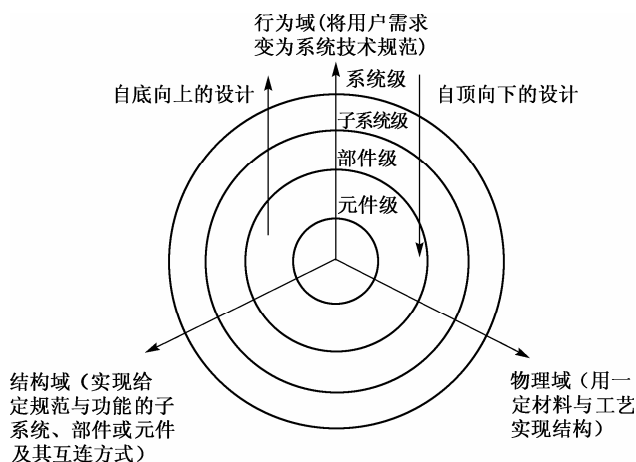 行为域(将用户需求
变为系统技术规范)
系统级
自底向上的设计
自顶向下的设计
子系统级
部件级
元件级
结构域（实现给
定规范与功能的子
系统、部件或元件
及其互连方式）
物理域（用一
定材料与工艺
实现结构）